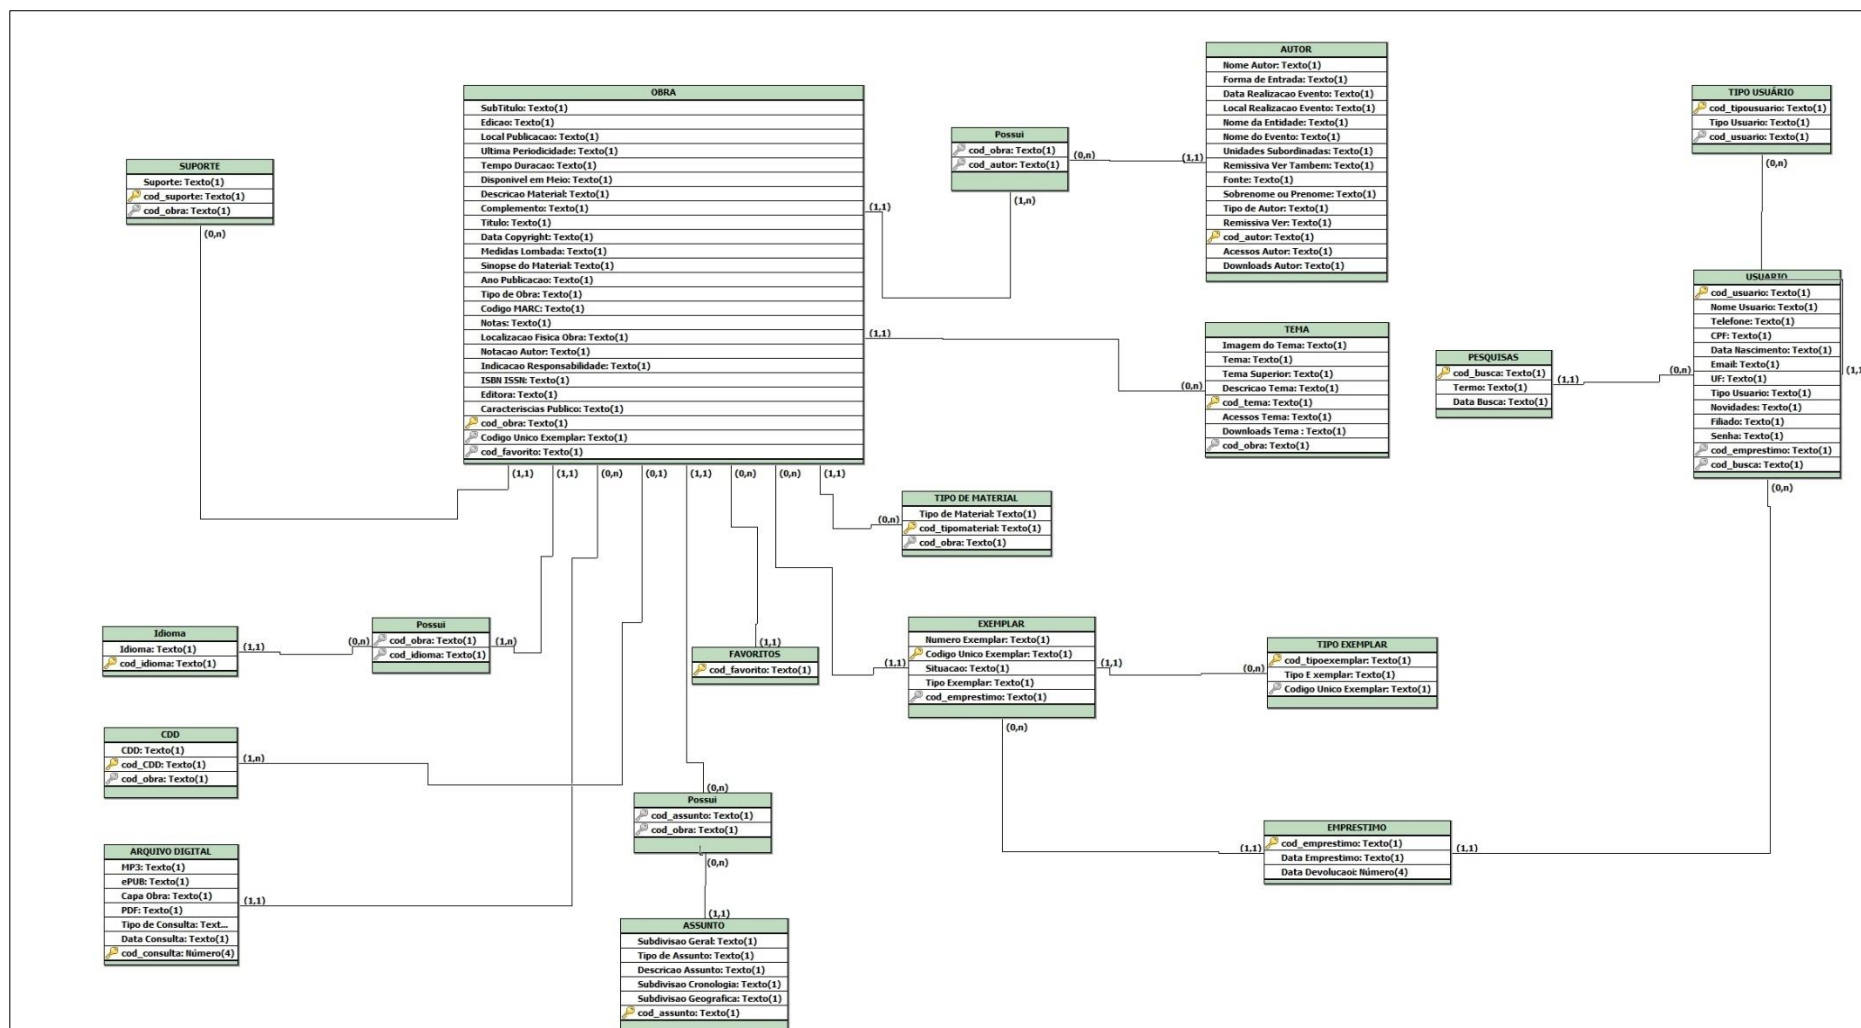 OBRA
SubTitulo: Texto(1)
Edicao: Texto(1)
Local Publicacao: Texto(1)
Ultima Periodicidade: Texto(1)
Tempo Duracao: Texto(1)
Disponivel em Meio: Texto(1)
Descricao Material: Texto(1)
Complemento: Texto(1)
Titulo: Texto(1)
Data Copyright: Texto(1)
Medidas Lombada: Texto(1)
Sinopse do Material: Texto(1)
Ano Publicacao: Texto(1)
Tipo de Obra: Texto(1)
Codigo MARC: Texto(1)
Notas: Texto(1)
Localizacao Fisica Obra: Texto(1)
Notacao Autor: Texto(1)
Indicacao Responsabilidade: Texto(1)
ISBN ISSN: Texto(1)
Editora: Texto(1)
Caracteriscias Publico: Texto(1)
cod_obra: Texto(1)
Codigo Unico Exemplar: Texto(1)
cod_favorito: Texto(1)
(1,1)
(1,1)
(1,1)
(1,1)
(0,n)
(0,1)
(1,1)
(0,n)
(0,n)
(1,1)
SUPORTE
Suporte: Texto(1)
cod_suporte: Texto(1)
cod_obra: Texto(1)
(0,n)
Possui
cod_obra: Texto(1)
cod_autor: Texto(1)
(0,n)
(1,n)
(1,1)
AUTOR
Nome Autor: Texto(1)
Forma de Entrada: Texto(1)
Data Realizacao Evento: Texto(1)
Local Realizacao Evento: Texto(1)
Nome da Entidade: Texto(1)
Nome do Evento: Texto(1)
Unidades Subordinadas: Texto(1)
Remissiva Ver Tambem: Texto(1)
Fonte: Texto(1)
Sobrenome ou Prenome: Texto(1)
Tipo de Autor: Texto(1)
Remissiva Ver: Texto(1)
cod_autor: Texto(1)
Acessos Autor: Texto(1)
Downloads Autor: Texto(1)
TIPO USUÁRIO
cod_tipousuario: Texto(1)
Tipo Usuario: Texto(1)
cod_usuario: Texto(1)
(0,n)
USUARIO
cod_usuario: Texto(1)
Nome Usuario: Texto(1)
Telefone: Texto(1)
CPF: Texto(1)
Data Nascimento: Texto(1)
Email: Texto(1)
UF: Texto(1)
Tipo Usuario: Texto(1)
Novidades: Texto(1)
Filiado: Texto(1)
Senha: Texto(1)
cod_emprestimo: Texto(1)
cod_busca: Texto(1)
(0,n)
(1,1
(0,n)
PESQUISAS
cod_busca: Texto(1)
Termo: Texto(1)
Data Busca: Texto(1)
(1,1)
TEMA
Imagem do Tema: Texto(1)
Tema: Texto(1)
Tema Superior: Texto(1)
Descricao Tema: Texto(1)
cod_tema: Texto(1)
Acessos Tema: Texto(1)
Downloads Tema : Texto(1)
cod_obra: Texto(1)
(0,n)
TIPO DE MATERIAL
Tipo de Material: Texto(1)
cod_tipomaterial: Texto(1)
cod_obra: Texto(1)
(0,n)
Idioma
Idioma: Texto(1)
cod_idioma: Texto(1)
(1,1)
(0,n)
Possui
cod_obra: Texto(1)
cod_idioma: Texto(1)
(1,n)
(1,1)
FAVORITOS
cod_favorito: Texto(1)
EXEMPLAR
Numero Exemplar: Texto(1)
Codigo Unico Exemplar: Texto(1)
Situacao: Texto(1)
Tipo Exemplar: Texto(1)
cod_emprestimo: Texto(1)
(1,1)
(1,1)
(0,n)
TIPO EXEMPLAR
cod_tipoexemplar: Texto(1)
Tipo E xemplar: Texto(1)
Codigo Unico Exemplar: Texto(1)
(0,n)
CDD
CDD: Texto(1)
cod_CDD: Texto(1)
cod_obra: Texto(1)
(1,n)
(0,n)
Possui
cod_assunto: Texto(1)
cod_obra: Texto(1)
(0,n)
EMPRESTIMO
cod_emprestimo: Texto(1)
Data Emprestimo: Texto(1)
Data Devolucaoi: Número(4)
(1,1)
(1,1)
ARQUIVO DIGITAL
MP3: Texto(1)
ePUB: Texto(1)
Capa Obra: Texto(1)
PDF: Texto(1)
Tipo de Consulta: Text...
Data Consulta: Texto(1)
cod_consulta: Número(4)
(1,1)
(1,1)
ASSUNTO
Subdivisao Geral: Texto(1)
Tipo de Assunto: Texto(1)
Descricao Assunto: Texto(1)
Subdivisao Cronologia: Texto(1)
Subdivisao Geografica: Texto(1)
cod_assunto: Texto(1)